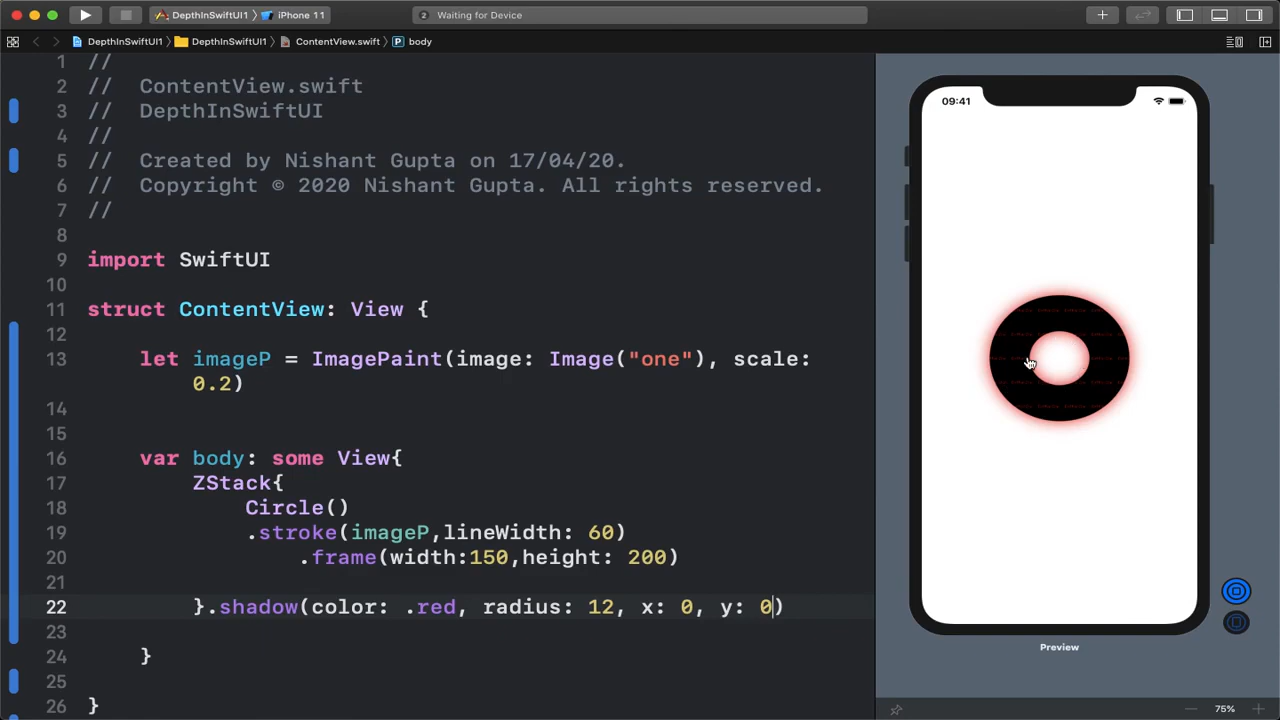 DepthInSwiftUI1 〉 iPhone 11
2 Waiting for Device
DepthInSwiftUI1 〉 DepthInSwiftUI1 〉 ContentView.swift 〉 P body
1 //
2 //  ContentView.swift
3 //  DepthInSwiftUI
4 //
5 //  Created by Nishant Gupta on 17/04/20.
6 //  Copyright © 2020 Nishant Gupta. All rights reserved.
7 //
8
9 import SwiftUI
10
11 struct ContentView: View {
12
13     let imageP = ImagePaint(image: Image("one"), scale:
0.2)
14
15
16     var body: some View{
17         ZStack{
18             Circle()
19             .stroke(imageP,lineWidth: 60)
20                 .frame(width:150,height: 200)
21
22         }.shadow(color: .red, radius: 12, x: 0, y: 0)
23
24     }
25
26 }
09:41
Preview
75%